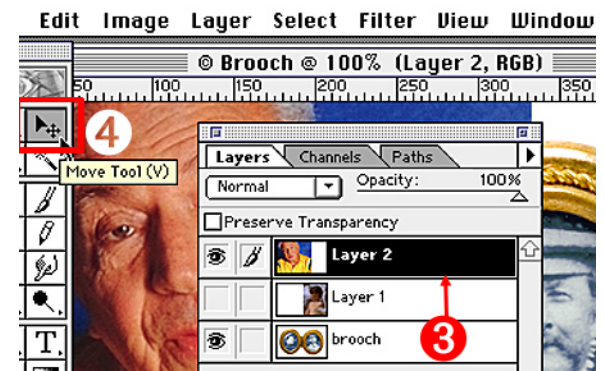 Edit Image Layer Select Filter View Window
© Brooch @ 100% (Layer 2, RGB)
50 100 150 200 250 300 350
4
Move Tool (V)
Layers Channels Paths
Normal Opacity: 100%
Preserve Transparency
Layer 2
Layer 1
3
brooch
T